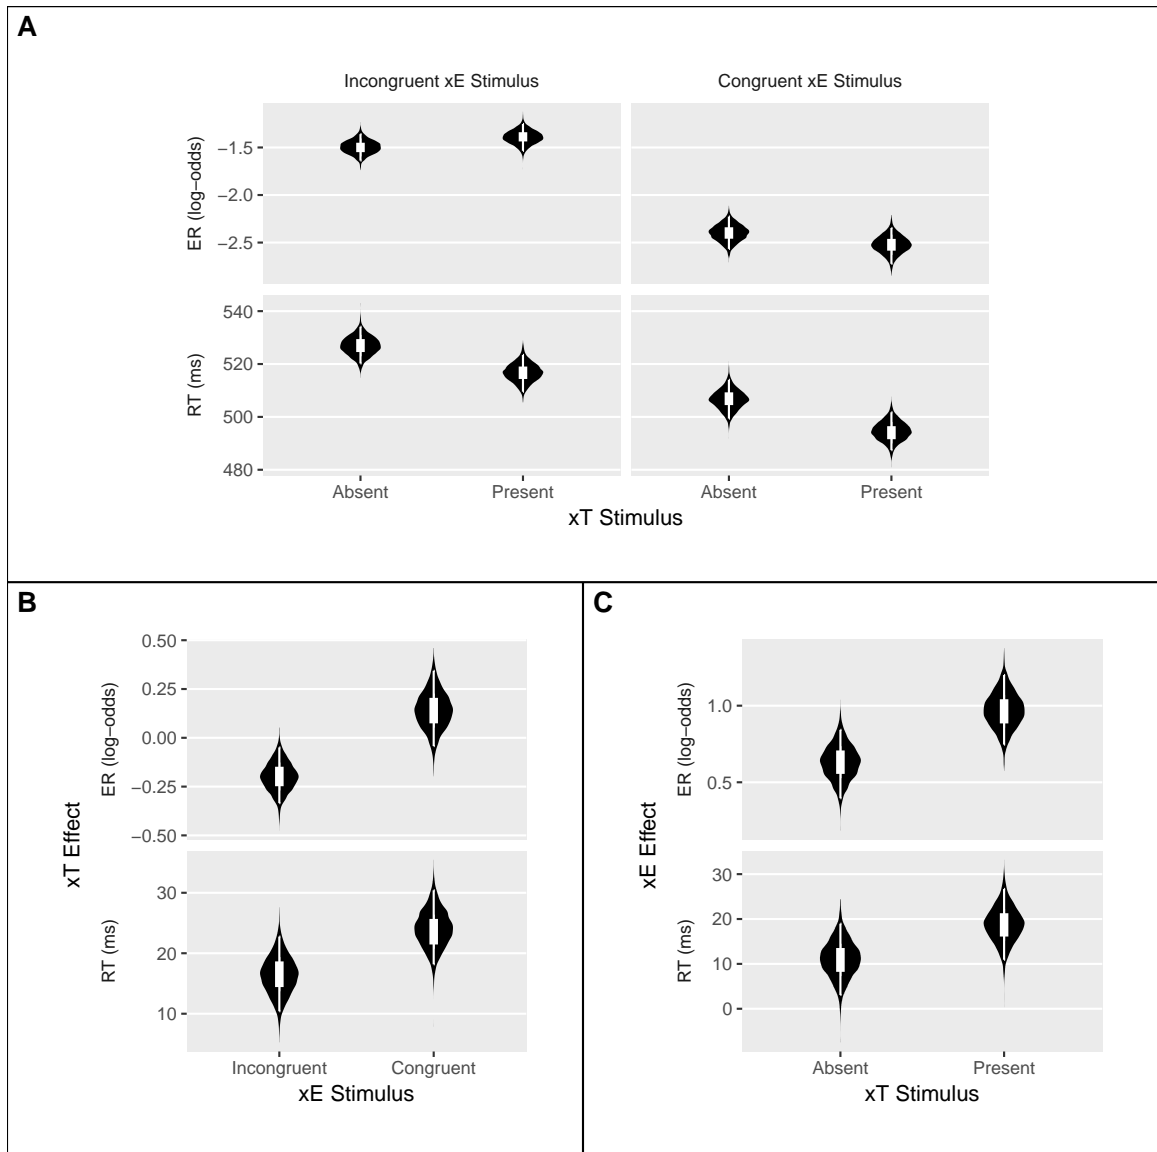 A
Incongruent xE Stimulus
Congruent xE Stimulus
ER (log−odds)
−1.5
−2.0
−2.5
RT (ms)
540
520
500
480
Absent
Present
Absent
Present
xT Stimulus
B
xT Effect
ER (log−odds)
0.50
0.25
0.00
−0.25
−0.50
RT (ms)
30
20
10
Incongruent
Congruent
xE Stimulus
C
xE Effect
ER (log−odds)
1.0
0.5
RT (ms)
30
20
10
0
Absent
Present
xT Stimulus